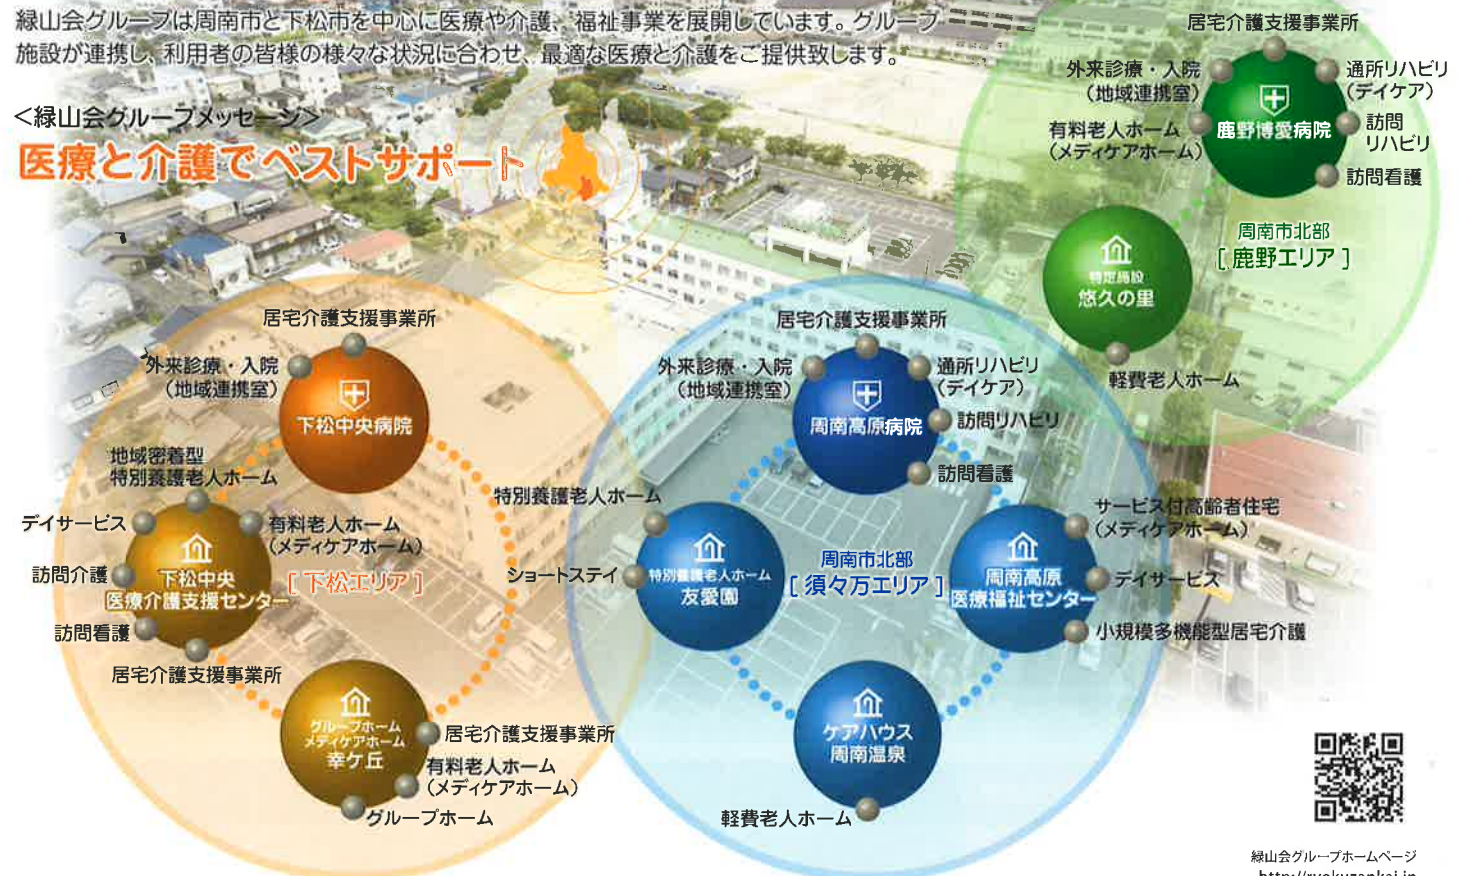 緑山会グループは周南市と下松市を中心に医療や介護、福祉事業を展開しています。グループ
施設が連携し、利用者の皆様の様々な状況に合わせ、最適な医療と介護をご提供致します。
＜緑山会グループメッセージ＞
医療と介護でベストサポート
居宅介護支援事業所
外来診療・入院
（地域連携室）
有料老人ホーム
（メディケアホーム）
鹿野博愛病院
通所リハビリ
（デイケア）
訪問
リハビリ
訪問看護
周南市北部
［鹿野エリア］
特定施設
悠久の里
軽費老人ホーム
居宅介護支援事業所
外来診療・入院
（地域連携室）
下松中央病院
地域密着型
特別養護老人ホーム
デイサービス
有料老人ホーム
（メディケアホーム）
訪問介護
下松中央
医療介護支援センター
［下松エリア］
訪問看護
居宅介護支援事業所
グループホーム
メディケアホーム
幸ケ丘
居宅介護支援事業所
有料老人ホーム
（メディケアホーム）
グループホーム
居宅介護支援事業所
外来診療・入院
（地域連携室）
周南高原病院
通所リハビリ
（デイケア）
訪問リハビリ
訪問看護
特別養護老人ホーム
ショートステイ
特別養護老人ホーム
友愛園
周南市北部
［須々万エリア］
周南高原
医療福祉センター
サービス付高齢者住宅
（メディケアホーム）
デイサービス
小規模多機能型居宅介護
ケアハウス
周南温泉
軽費老人ホーム
緑山会グループホームページ
http://ryokuzankai.jp